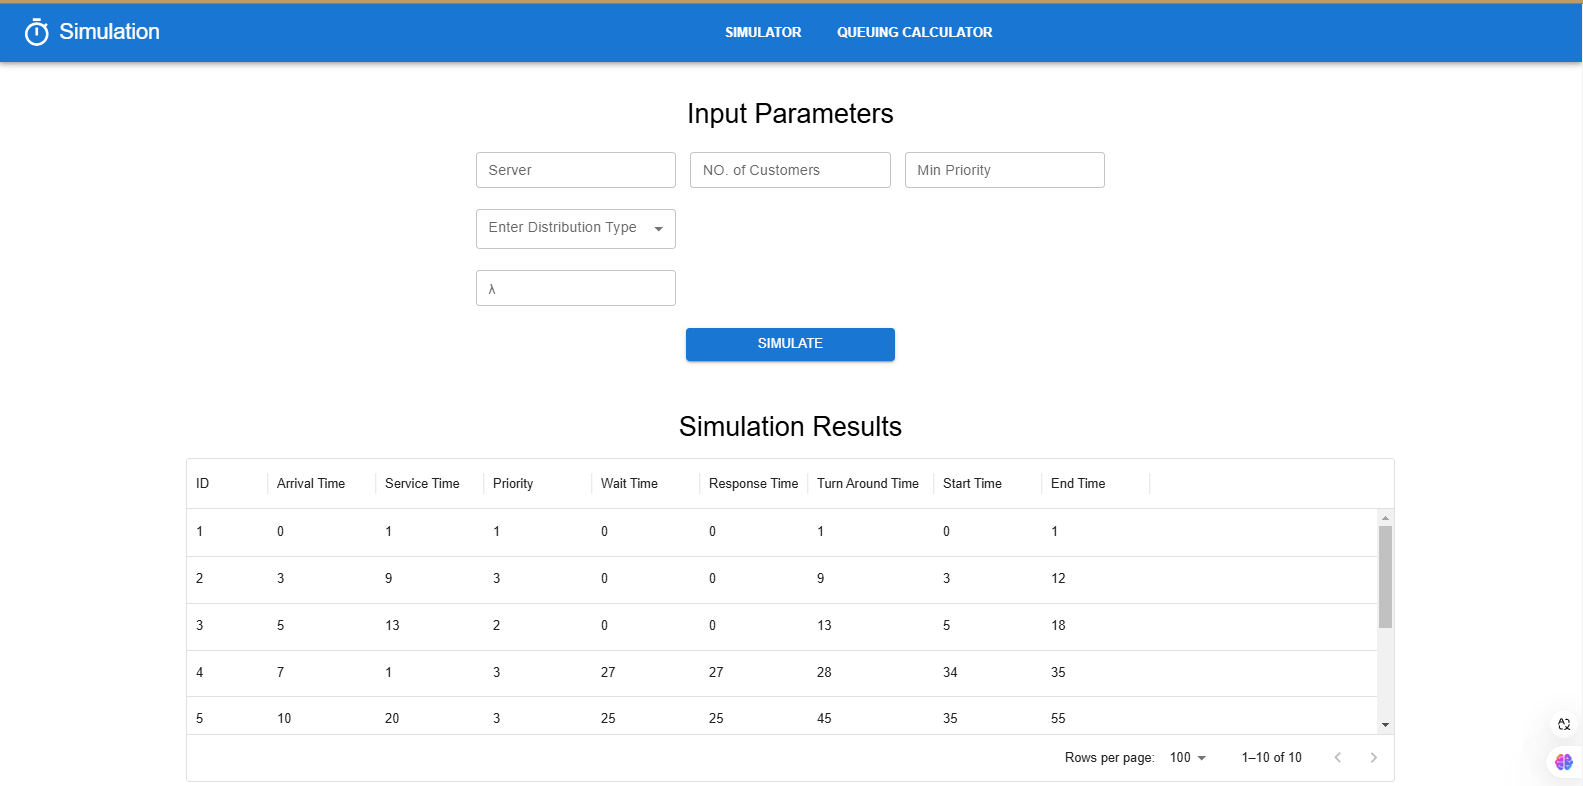 Simulation SIMULATOR QUEUING CALCULATOR
Input Parameters
Server NO. of Customers Min Priority
Enter Distribution Type
λ
SIMULATE
Simulation Results
ID Arrival Time Service Time Priority Wait Time Response Time Turn Around Time Start Time End Time
1 0 1 1 0 0 1 0 1
2 3 9 3 0 0 9 3 12
3 5 13 2 0 0 13 5 18
4 7 1 3 27 27 28 34 35
5 10 20 3 25 25 45 35 55
Rows per page: 100 1–10 of 10